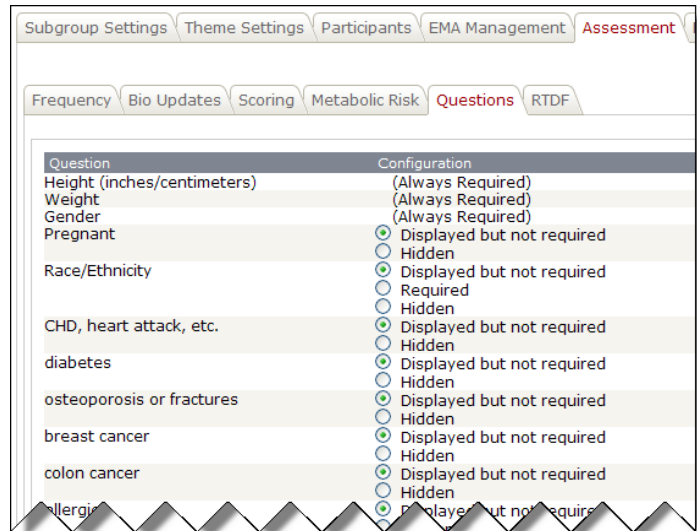 Subgroup Settings Theme Settings Participants EMA Management Assessment
Frequency Bio Updates Scoring Metabolic Risk Questions RTDF
Question Configuration
Height (inches/centimeters) (Always Required)
Weight (Always Required)
Gender (Always Required)
Pregnant Displayed but not required
Hidden
Race/Ethnicity Displayed but not required
Required
Hidden
CHD, heart attack, etc. Displayed but not required
Hidden
diabetes Displayed but not required
Hidden
osteoporosis or fractures Displayed but not required
Hidden
breast cancer Displayed but not required
Hidden
colon cancer Displayed but not required
Hidden
but not